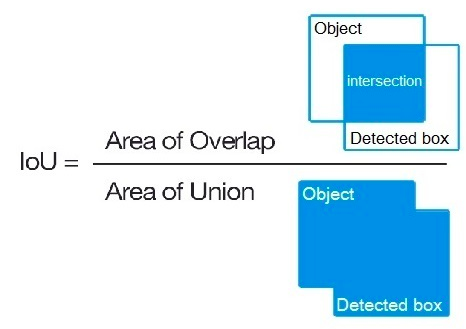 Object
intersection
Detected box
IoU =
Area of Overlap
Area of Union
Object
Detected box